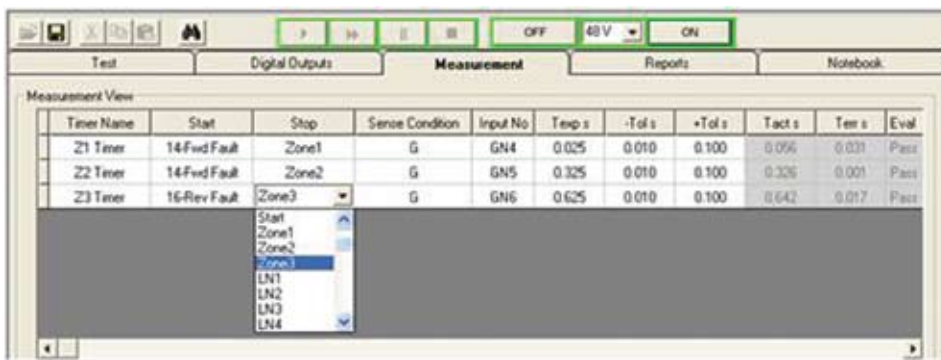 OFF 48 V ON
Test Digital Outputs Measurement Reports Notebook
Measurement View
Timer Name Start Stop Sense Condition Input No Texp s -Tol s +Tol s Tact s Terr s Eval
Z1 Timer 14-Fwd Fault Zone1 G GN4 0.025 0.010 0.100 0.056 0.031 Pass
Z2 Timer 14-Fwd Fault Zone2 G GN5 0.325 0.010 0.100 0.326 0.001 Pass
Z3 Timer 16-Rev Fault Zone3 G GN6 0.625 0.010 0.100 0.642 0.017 Pass
Start
Zone1
Zone2
Zone3
LN1
LN2
LN3
LN4